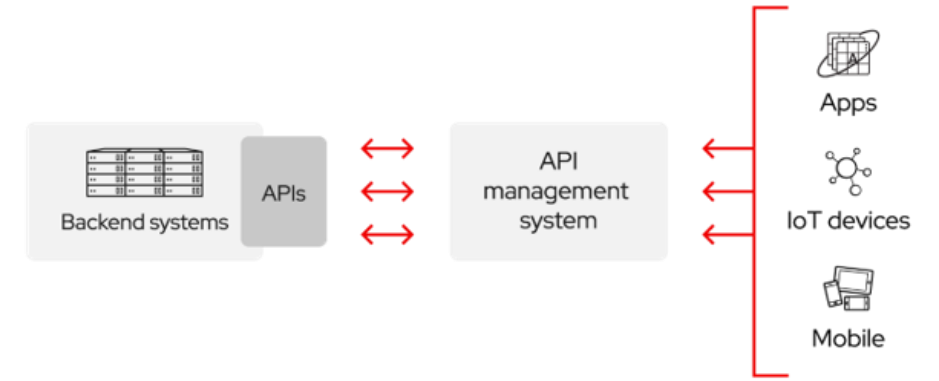 Backend systems
APIs
API
management
system
A
Apps
IoT devices
Mobile